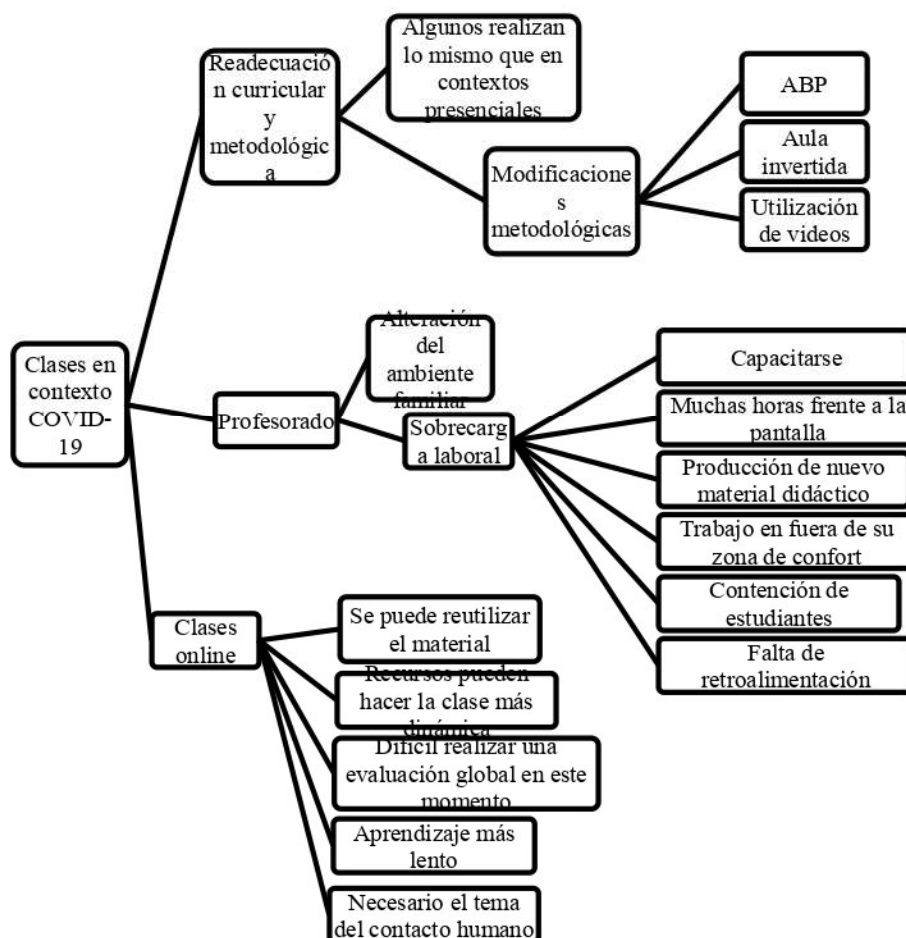 Readecuació
n curricular
y
metodológic
a
Algunos realizan
lo mismo que en
contextos
presenciales
Modificacione
s
metodológicas
ABP
Aula
invertida
Utilización
de videos
Clases en
contexto
COVID-
19
Profesorado
Alteración
del
ambiente
familiar
Sobrecarg
a laboral
Capacitarse
Muchas horas frente a la
pantalla
Producción de nuevo
material didáctico
Trabajo en fuera de su
zona de confort
Contención de
estudiantes
Falta de
retroalimentación
Clases
online
Se puede reutilizar
el material
Recursos pueden
hacer la clase más
dinámica
Difícil realizar una
evaluación global en este
momento
Aprendizaje más
lento
Necesario el tema
del contacto humano